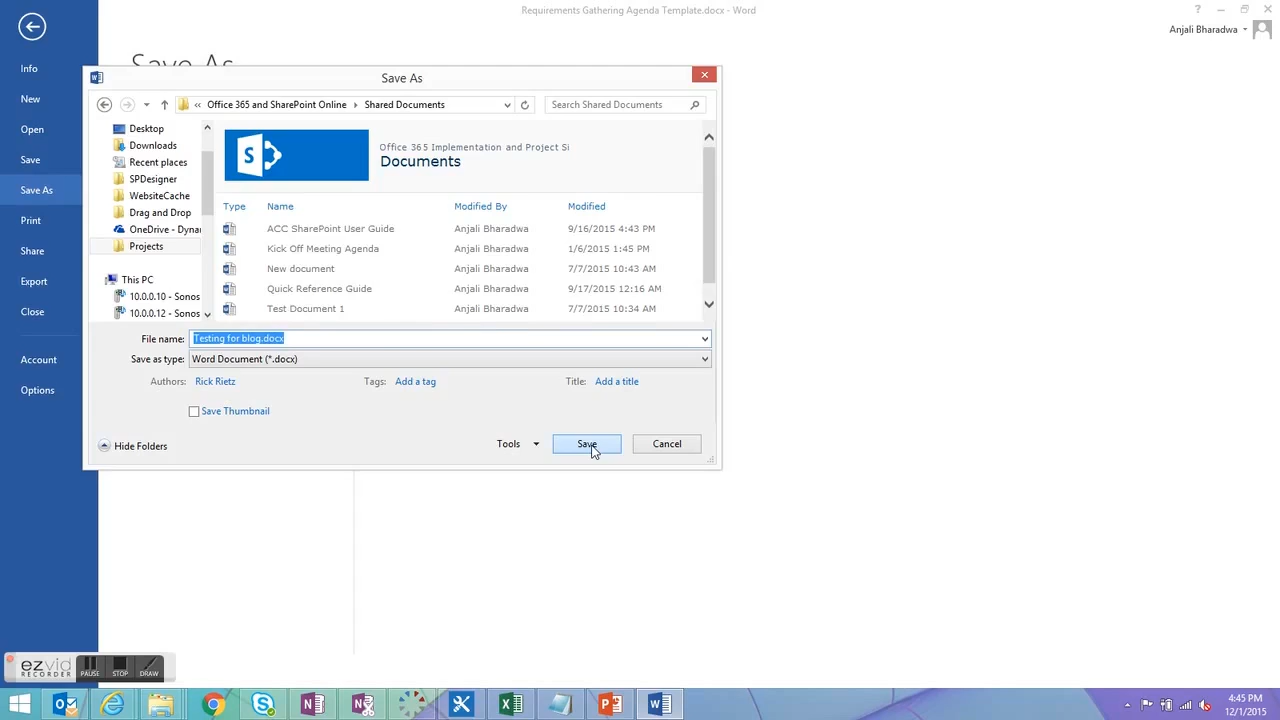 Requirements Gathering Agenda Template.docx - Word
?
Anjali Bharadwa
Info
New
Open
Save
Save As
Print
Share
Export
Close
Account
Options
Save As
Save As
« Office 365 and SharePoint Online Shared Documents
Search Shared Documents
Desktop
Downloads
Recent places
SPDesigner
WebsiteCache
Drag and Drop
OneDrive - Dyna
Projects
This PC
10.0.0.10 - Sonos
10.0.0.12 - Sonos
S
Office 365 Implementation and Project Si
Documents
Type Name Modified By Modified
ACC SharePoint User Guide Anjali Bharadwa 9/16/2015 4:43 PM
Kick Off Meeting Agenda Anjali Bharadwa 1/6/2015 1:45 PM
New document Anjali Bharadwa 7/7/2015 10:43 AM
Quick Reference Guide Anjali Bharadwa 9/17/2015 12:16 AM
Test Document 1 Anjali Bharadwa 7/7/2015 10:34 AM
File name: Testing for blog.docx
Save as type: Word Document (*.docx)
Authors: Rick Rietz Tags: Add a tag Title: Add a title
Save Thumbnail
Hide Folders
Tools Save Cancel
ezvid
RECORDER
PAUSE STOP DRAW
4:45 PM
12/1/2015